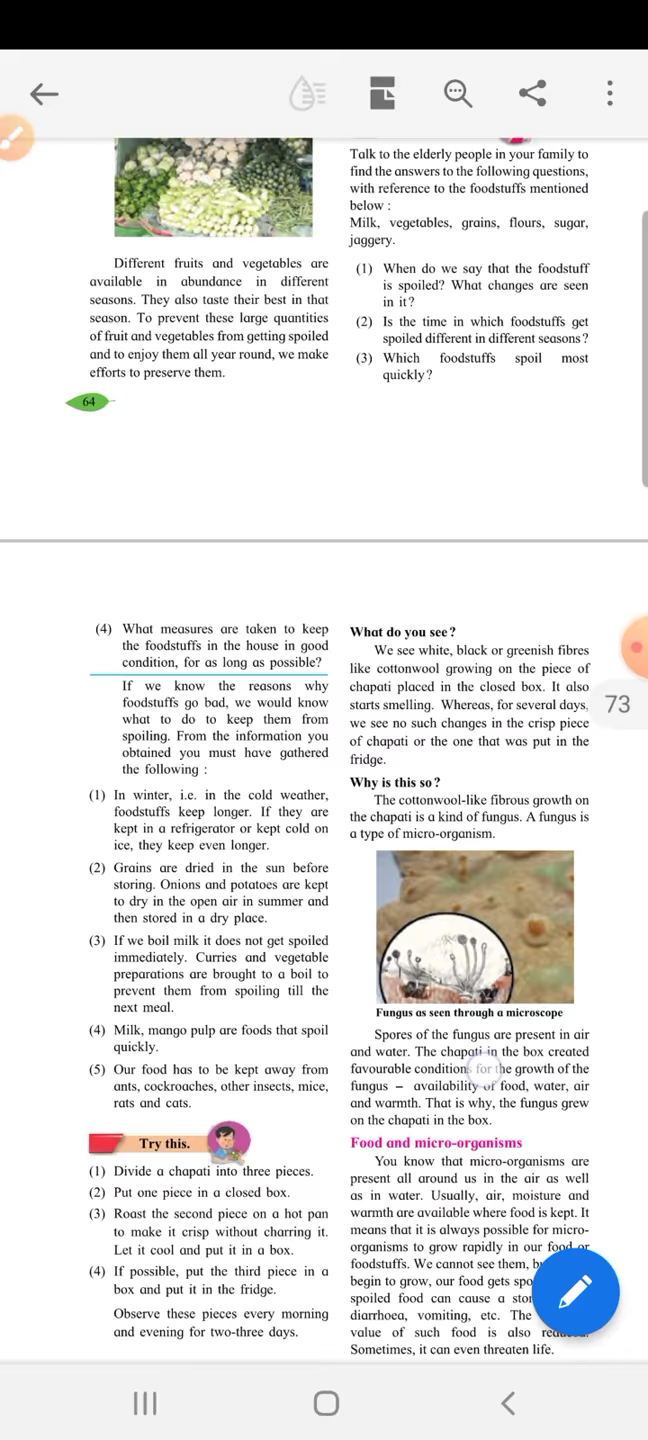 Different fruits and vegetables are
available in abundance in different
seasons. They also taste their best in that
season. To prevent these large quantities
of fruit and vegetables from getting spoiled
and to enjoy them all year round, we make
efforts to preserve them.
64
Talk to the elderly people in your family to
find the answers to the following questions,
with reference to the foodstuffs mentioned
below :
Milk, vegetables, grains, flours, sugar,
jaggery.
(1) When do we say that the foodstuff
is spoiled? What changes are seen
in it?
(2) Is the time in which foodstuffs get
spoiled different in different seasons?
(3) Which foodstuffs spoil most
quickly?
(4) What measures are taken to keep
the foodstuffs in the house in good
condition, for as long as possible?
If we know the reasons why
foodstuffs go bad, we would know
what to do to keep them from
spoiling. From the information you
obtained you must have gathered
the following :
(1) In winter, i.e. in the cold weather,
foodstuffs keep longer. If they are
kept in a refrigerator or kept cold on
ice, they keep even longer.
(2) Grains are dried in the sun before
storing. Onions and potatoes are kept
to dry in the open air in summer and
then stored in a dry place.
(3) If we boil milk it does not get spoiled
immediately. Curries and vegetable
preparations are brought to a boil to
prevent them from spoiling till the
next meal.
(4) Milk, mango pulp are foods that spoil
quickly.
(5) Our food has to be kept away from
ants, cockroaches, other insects, mice,
rats and cats.
Try this.
(1) Divide a chapati into three pieces.
(2) Put one piece in a closed box.
(3) Roast the second piece on a hot pan
to make it crisp without charring it.
Let it cool and put it in a box.
(4) If possible, put the third piece in a
box and put it in the fridge.
Observe these pieces every morning
and evening for two-three days.
What do you see?
We see white, black or greenish fibres
like cottonwool growing on the piece of
chapati placed in the closed box. It also
starts smelling. Whereas, for several days,
we see no such changes in the crisp piece
of chapati or the one that was put in the
fridge.
73
Why is this so?
The cottonwool-like fibrous growth on
the chapati is a kind of fungus. A fungus is
a type of micro-organism.
Fungus as seen through a microscope
Spores of the fungus are present in air
and water. The chapati in the box created
favourable conditions for the growth of the
fungus – availability of food, water, air
and warmth. That is why, the fungus grew
on the chapati in the box.
Food and micro-organisms
You know that micro-organisms are
present all around us in the air as well
as in water. Usually, air, moisture and
warmth are available where food is kept. It
means that it is always possible for micro-
organisms to grow rapidly in our food or
foodstuffs. We cannot see them,
begin to grow, our food gets
spoiled food can cause a
diarrhoea, vomiting, etc. The
value of such food is also
Sometimes, it can even threaten life.